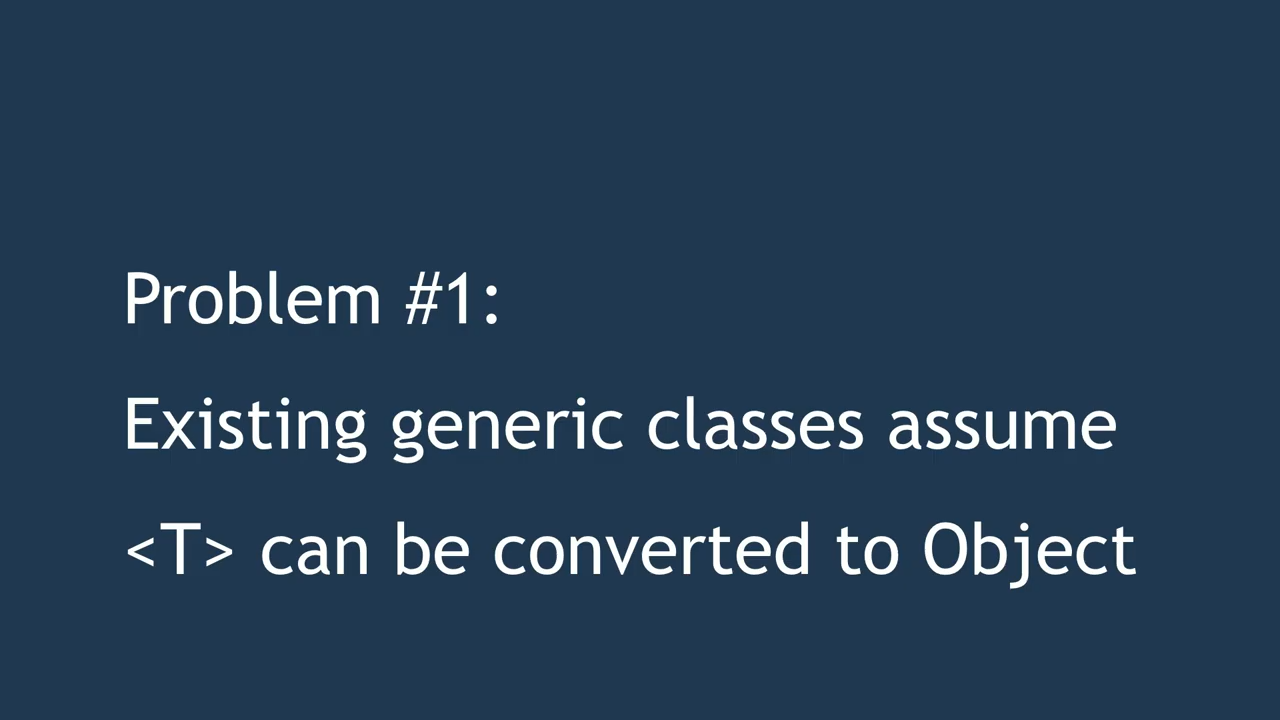 Problem #1:
Existing generic classes assume
<T> can be converted to Object